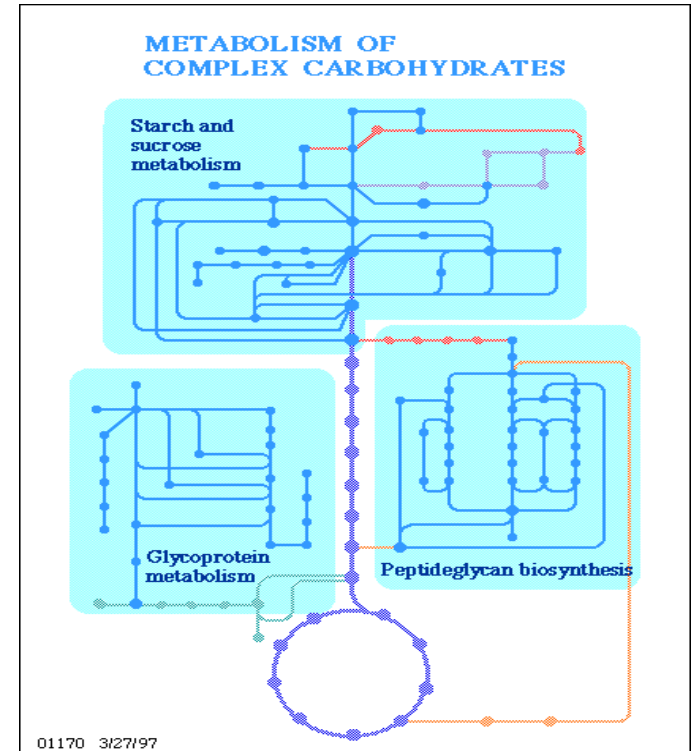 METABOLISM OF
COMPLEX CARBOHYDRATES
Starch and
sucrose
metabolism
Glycoprotein
metabolism
Peptideglycan biosynthesis
01170 3/27/97